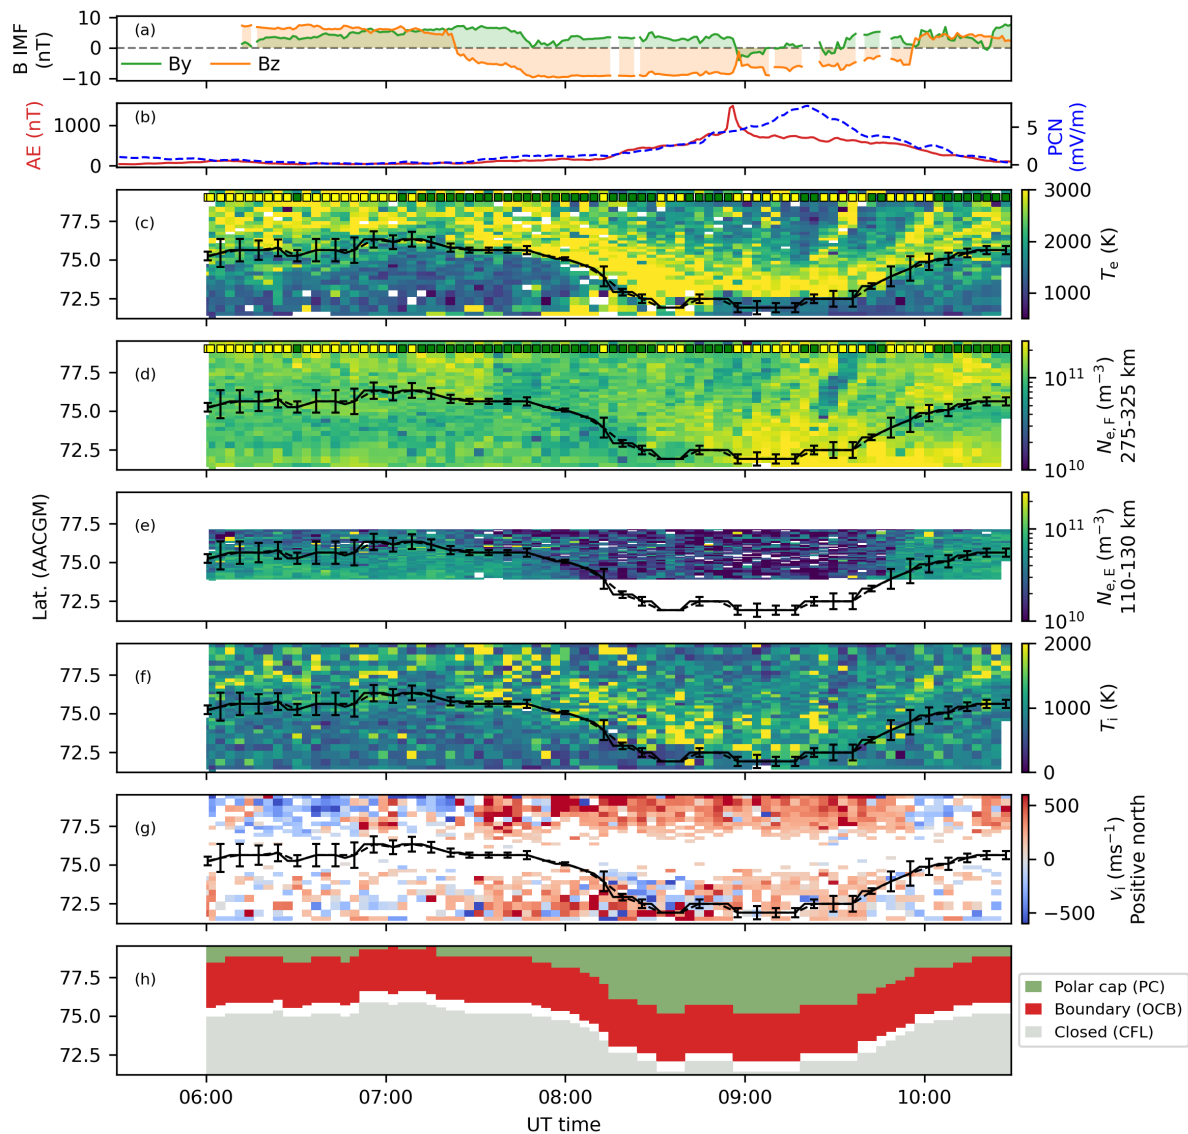 B IMF
(nT)
10
0
−10
(a)
By
Bz
AE (nT)
1000
0
(b)
5
0
PCN
(mV/m)
77.5
75.0
72.5
(c)
3000
2000
1000
Te (K)
77.5
75.0
72.5
(d)
10^11
10^10
Ne,F (m−3)
275-325 km
Lat. (AACGM)
77.5
75.0
72.5
(e)
10^11
10^10
Ne,E (m−3)
110-130 km
77.5
75.0
72.5
(f)
2000
1000
0
Ti (K)
77.5
75.0
72.5
(g)
500
0
−500
vi (ms−1)
Positive north
77.5
75.0
72.5
(h)
Polar cap (PC)
Boundary (OCB)
Closed (CFL)
06:00
07:00
08:00
09:00
10:00
UT time